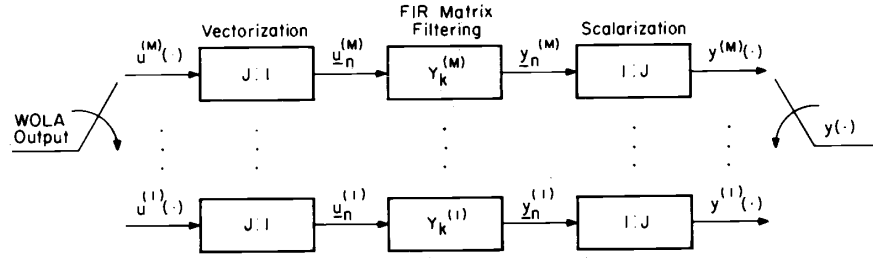 Vectorization
FIR Matrix
Filtering
Scalarization
u^(M)(·)
J:1
u_n^(M)
Y_k^(M)
y_n^(M)
1:J
y^(M)(·)
WOLA
Output
y(·)
u^(1)(·)
J:1
u_n^(1)
Y_k^(1)
y_n^(1)
1:J
y^(1)(·)